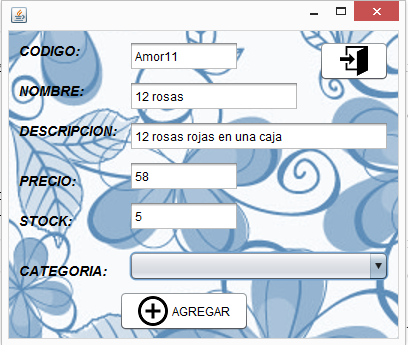 CODIGO: Amor11
NOMBRE: 12 rosas
DESCRIPCION: 12 rosas rojas en una caja
PRECIO: 58
STOCK: 5
CATEGORIA:
AGREGAR